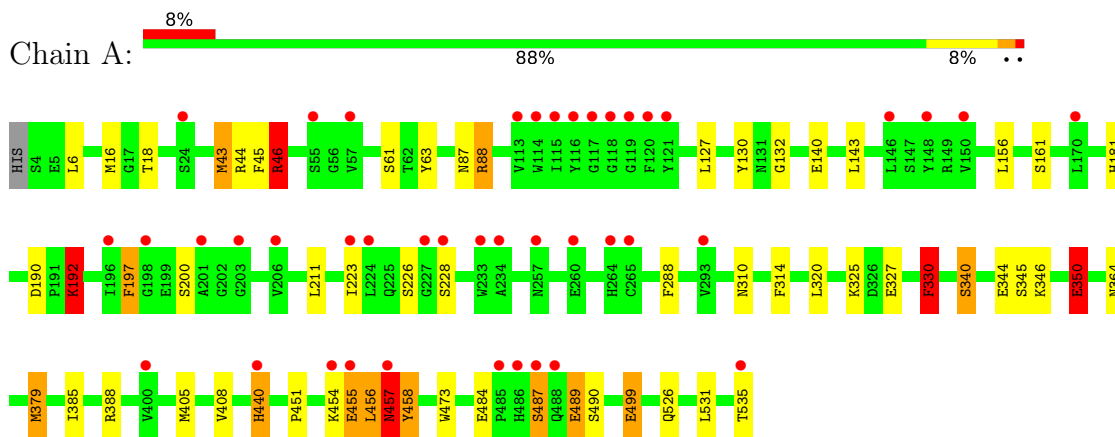 8%
Chain A:
88% 8% ••
HIS S4 E5 L6 M16 G17 T18 S24 M43 R44 F45 R46 S55 G56 V57 S61 T62 Y63 N87 R88 V113 W114 I115 Y116 G117 G118 G119 F120 Y121 L127 Y130 N131 G132 E140 L143 L146 S147 Y148 R149 V150 L156 S161 L170
D190 P191 K192 I196 F197 G198 E199 S200 A201 G202 G203 V206 L211 I223 L224 Q225 S226 G227 S228 W233 A234 N257 E260 H264 C265 F288 V293 N310 F314 L320 K325 D326 E327 F330 S340 E344 S345 K346 E350
M379 I385 R388 V400 M405 V408 H440 P451 K454 E455 L456 N457 Y458 W473 E484 P485 H486 S487 Q488 E489 S490 E499 Q526 L531 T535